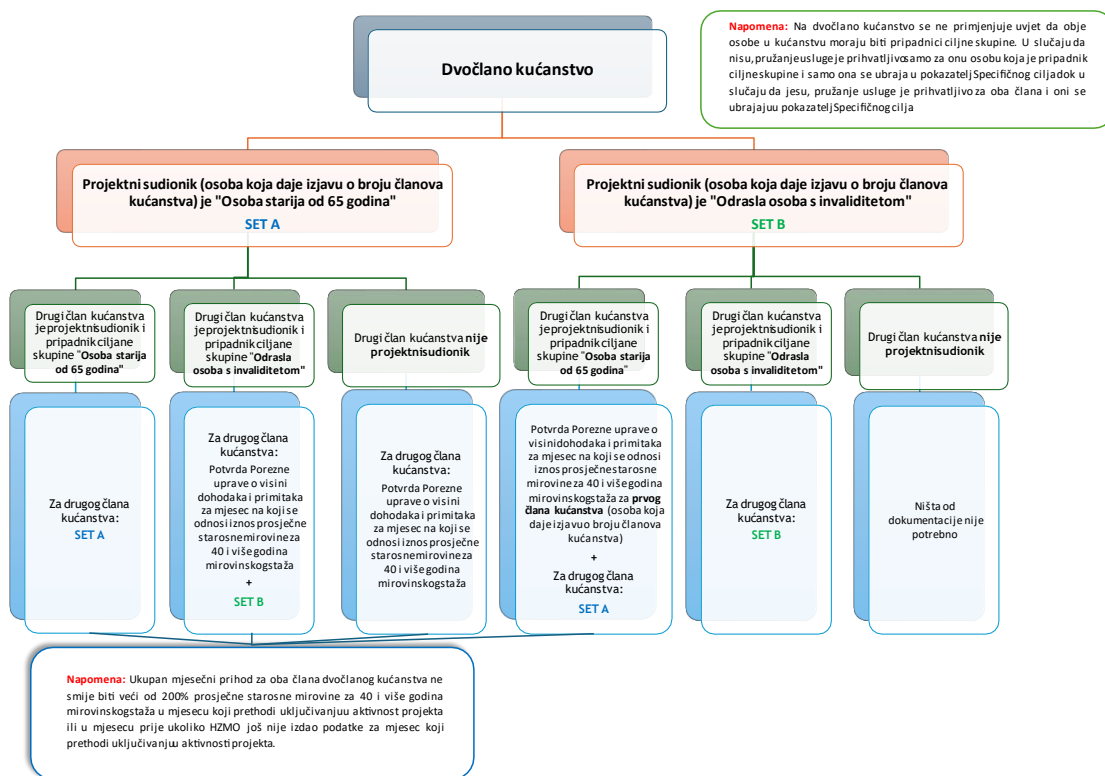 Dvočlano kućanstvo
Napomena: Na dvočlano kućanstvo se ne primjenjuje uvjet da obje
osobe u kućanstvu moraju biti pripadnici ciljne skupine. U slučaju da
nisu, pružanjeusluge je prihvatljivosamo za onu osobu koja je pripadnik
ciljne skupine i samo ona se ubraja u pokazatelj Specifičnog ciljadok u
slučaju da jesu, pružanje usluge je prihvatljivo za oba člana i oni se
ubrajajuu pokazatelj Specifičnog cilja
Projektni sudionik (osoba koja daje izjavu o broju članova
kućanstva) je "Osoba starija od 65 godina"
SET A
Projektni sudionik (osoba koja daje izjavu o broju članova
kućanstva) je "Odrasla osoba s invaliditetom"
SET B
Drugi član kućanstva
je projektni sudionik i
pripadnik ciljane
skupine "Osoba starija
od 65 godina"
Drugi član kućanstva
je projektni sudionik i
pripadnik ciljane
skupine "Odrasla
osoba s invaliditetom"
Drugi član kućanstva nije
projektni sudionik
Drugi član kućanstva
je projektni sudionik i
pripadnik ciljane
skupine "Osoba starija
od 65 godina"
Drugi član kućanstva
je projektni sudionik i
pripadnik ciljane
skupine "Odrasla
osoba s invaliditetom"
Drugi član kućanstva nije
projektni sudionik
Za drugog člana
kućanstva:
SET A
Za drugog člana
kućanstva:
Potvrda Porezne
uprave o visini
dohodaka i primitaka
za mjesec na koji se
odnosi iznos prosječne
starosne mirovine za
40 i više godina
mirovinskog staža
+
SET B
Za drugog člana
kućanstva:
Potvrda Porezne uprave
o visini dohodaka i
primitaka za mjesec na
koji se odnosi iznos
prosječne starosne
mirovine za 40 i više
godina mirovinskog
staža
Potvrda Porezne uprave o
visini dohodaka i primitaka
za mjesec na koji se odnosi
iznos prosječne starosne
mirovine za 40 i više godina
mirovinskog staža za prvog
člana kućanstva (osoba koja
daje izjavu o broju članova
kućanstva)
+
Za drugog člana
kućanstva:
SET A
Za drugog člana
kućanstva:
SET B
Ništa od
dokumentacije nije
potrebno
Napomena: Ukupan mjesečni prihod za oba člana dvočlanog kućanstva ne
smije biti veći od 200% prosječne starosne mirovine za 40 i više godina
mirovinskog staža u mjesecu koji prethodi uključivanju u aktivnost projekta
ili u mjesecu prije ukoliko HZMO još nije izdao podatke za mjesec koji
prethodi uključivanju u aktivnosti projekta.